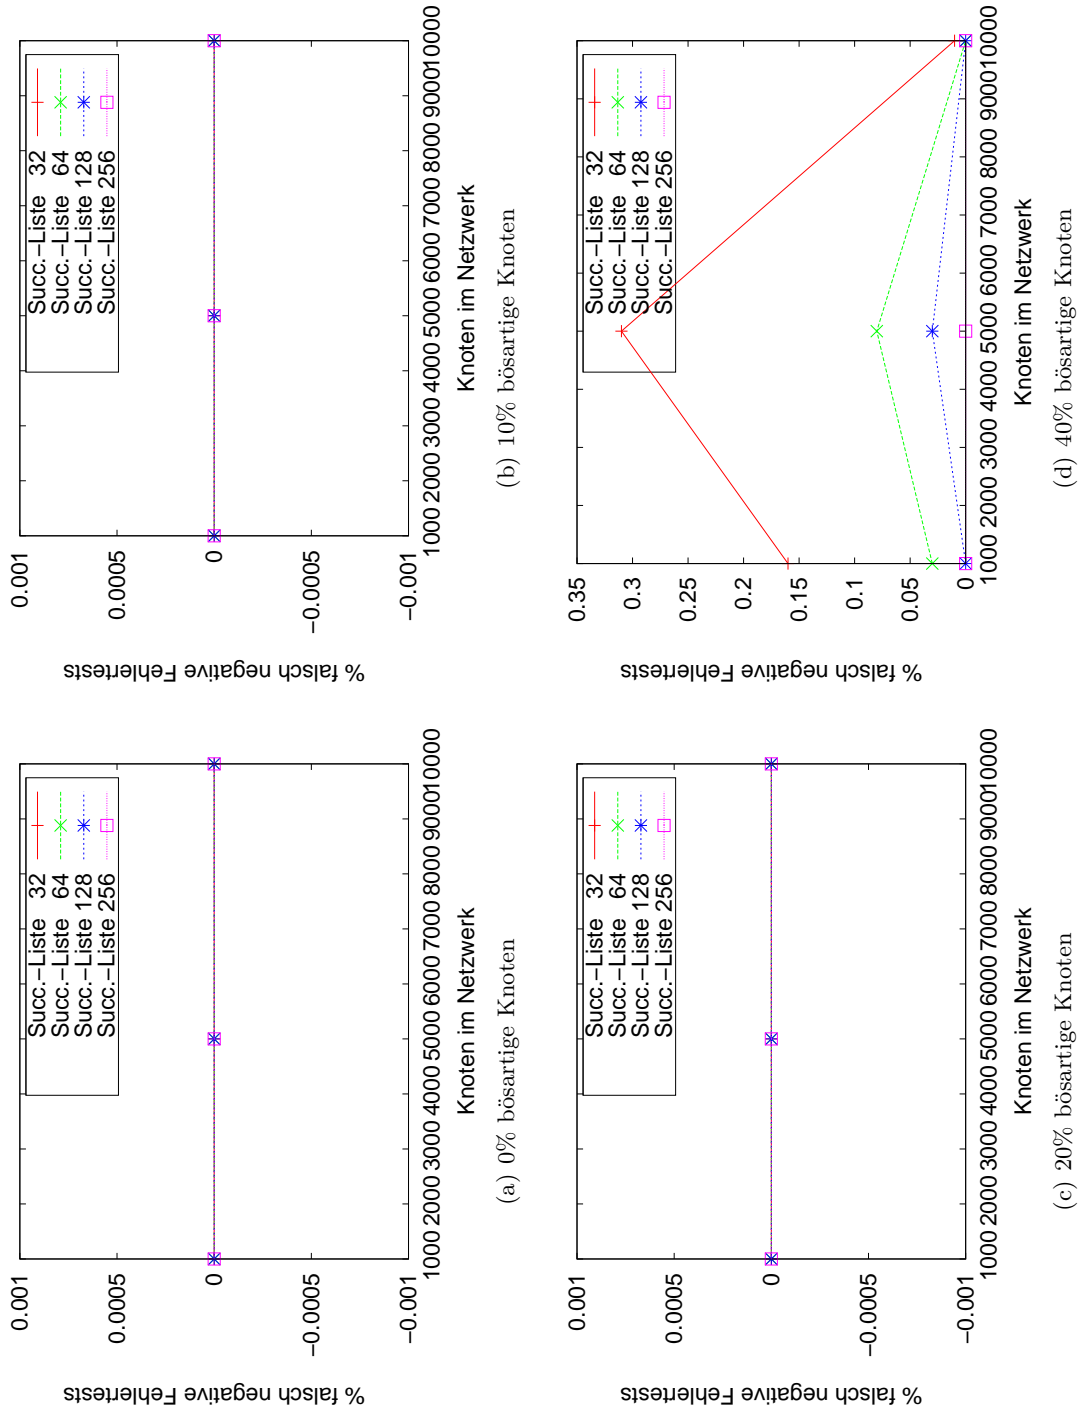 0.001
0.0005
0
−0.0005
−0.001
1000 2000 3000 4000 5000 6000 7000 8000 9000 10000
% falsch negative Fehlertests
Knoten im Netzwerk
Succ.−Liste 32
Succ.−Liste 64
Succ.−Liste 128
Succ.−Liste 256
(a) 0% bösartige Knoten
0.001
0.0005
0
−0.0005
−0.001
1000 2000 3000 4000 5000 6000 7000 8000 9000 10000
% falsch negative Fehlertests
Knoten im Netzwerk
Succ.−Liste 32
Succ.−Liste 64
Succ.−Liste 128
Succ.−Liste 256
(b) 10% bösartige Knoten
0.001
0.0005
0
−0.0005
−0.001
1000 2000 3000 4000 5000 6000 7000 8000 9000 10000
% falsch negative Fehlertests
Knoten im Netzwerk
Succ.−Liste 32
Succ.−Liste 64
Succ.−Liste 128
Succ.−Liste 256
(c) 20% bösartige Knoten
0.35
0.3
0.25
0.2
0.15
0.1
0.05
0
1000 2000 3000 4000 5000 6000 7000 8000 9000 10000
% falsch negative Fehlertests
Knoten im Netzwerk
Succ.−Liste 32
Succ.−Liste 64
Succ.−Liste 128
Succ.−Liste 256
(d) 40% bösartige Knoten